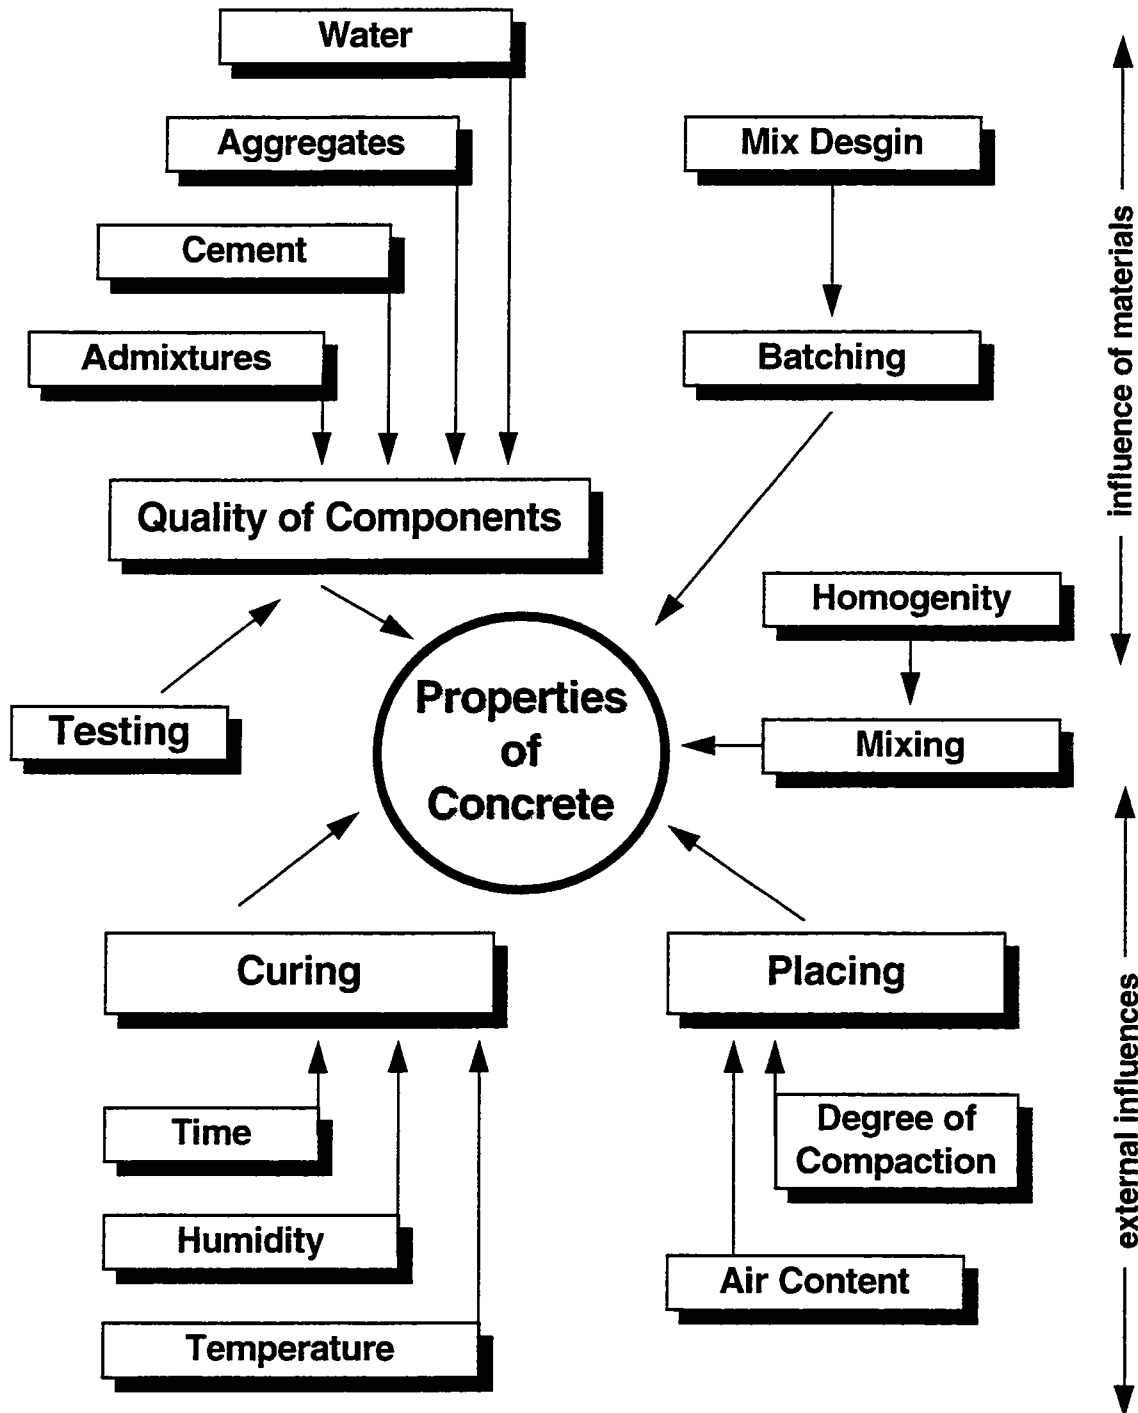 Water
Aggregates
Mix Desgin
Cement
Admixtures
Batching
influence of materials
Quality of Components
Homogenity
Testing
Properties
of
Concrete
Mixing
Curing
Placing
external influences
Time
Degree of
Compaction
Humidity
Air Content
Temperature